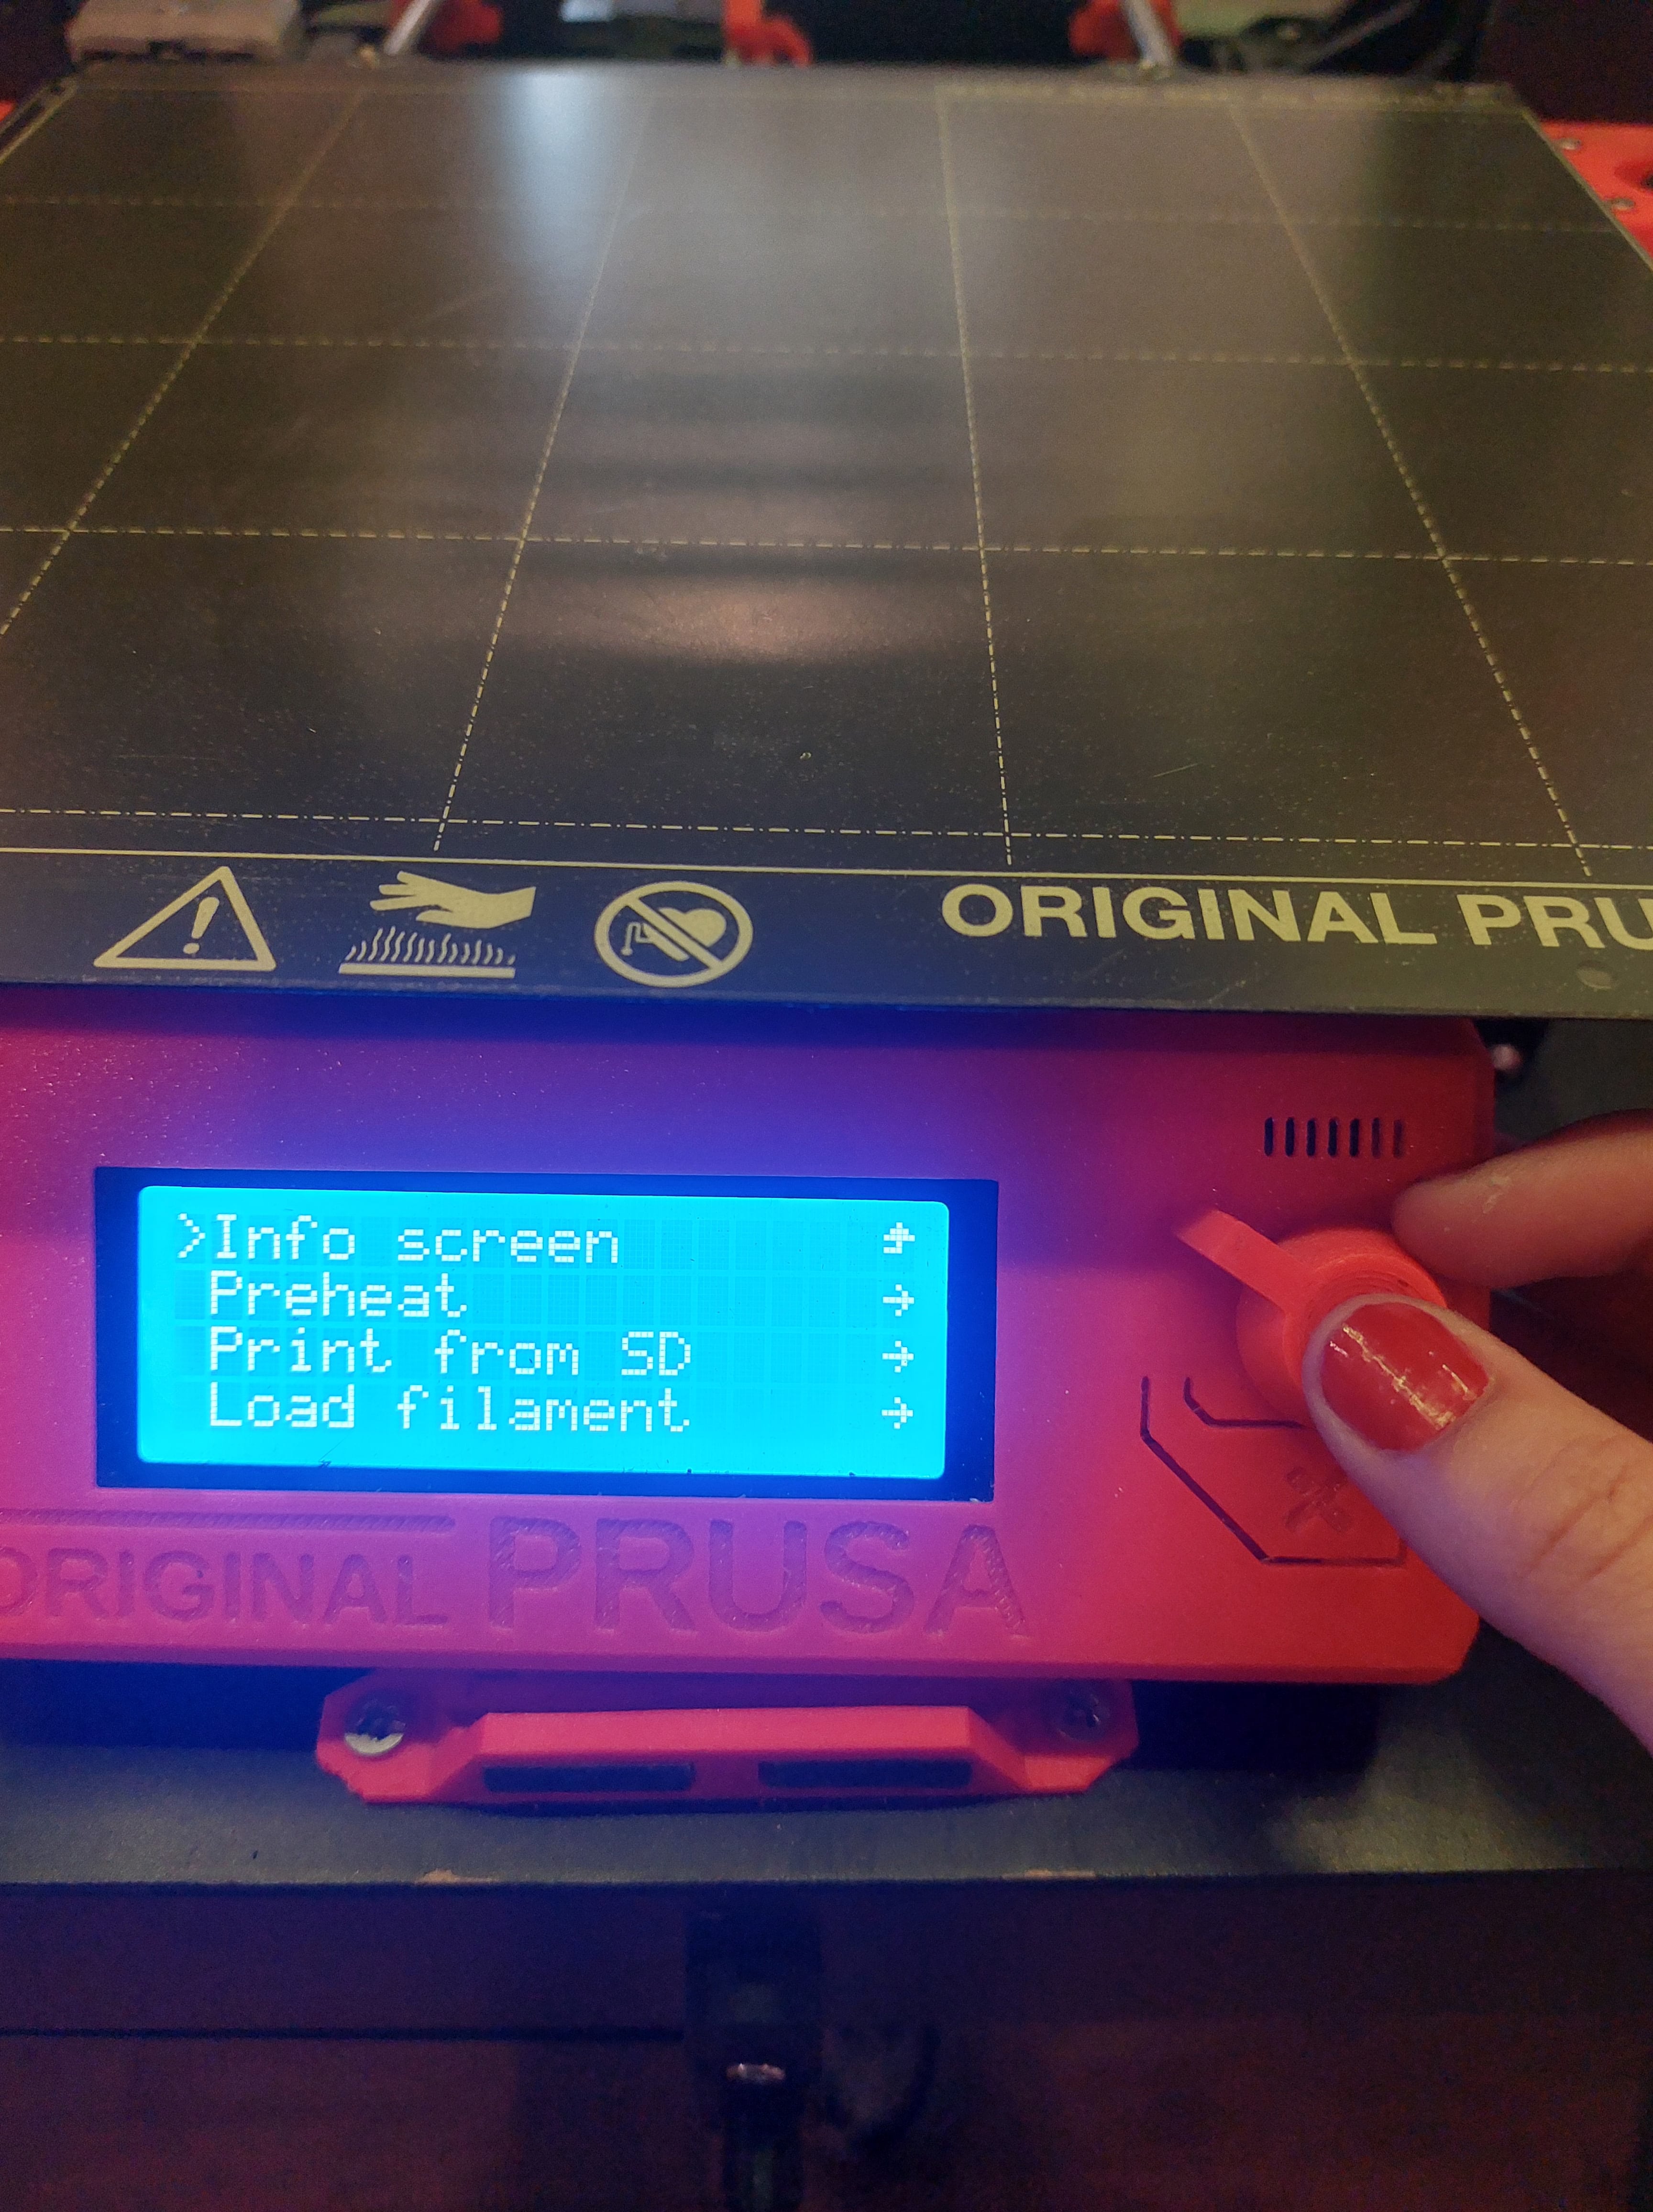 ORIGINAL PRU
>Info screen
Preheat
Print from SD
Load filament
ORIGINAL PRUSA